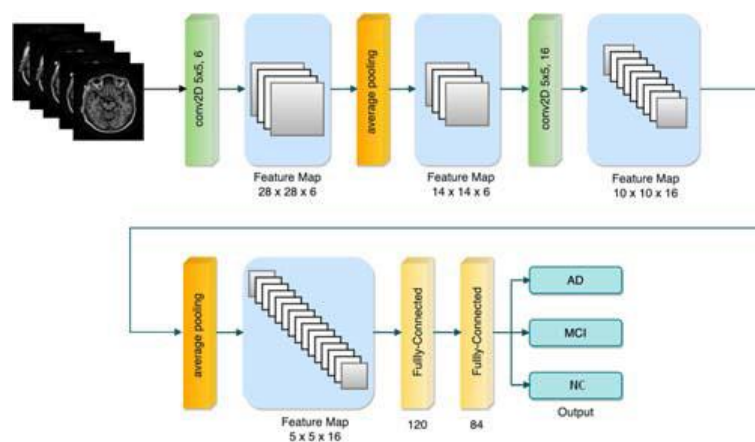 conv2D 5x5, 6
Feature Map
28 x 28 x 6
average pooling
Feature Map
14 x 14 x 6
conv2D 5x5, 16
Feature Map
10 x 10 x 16
average pooling
Feature Map
5 x 5 x 16
Fullly-Connected
120
Fullly-Connected
84
AD
MCI
NC
Output